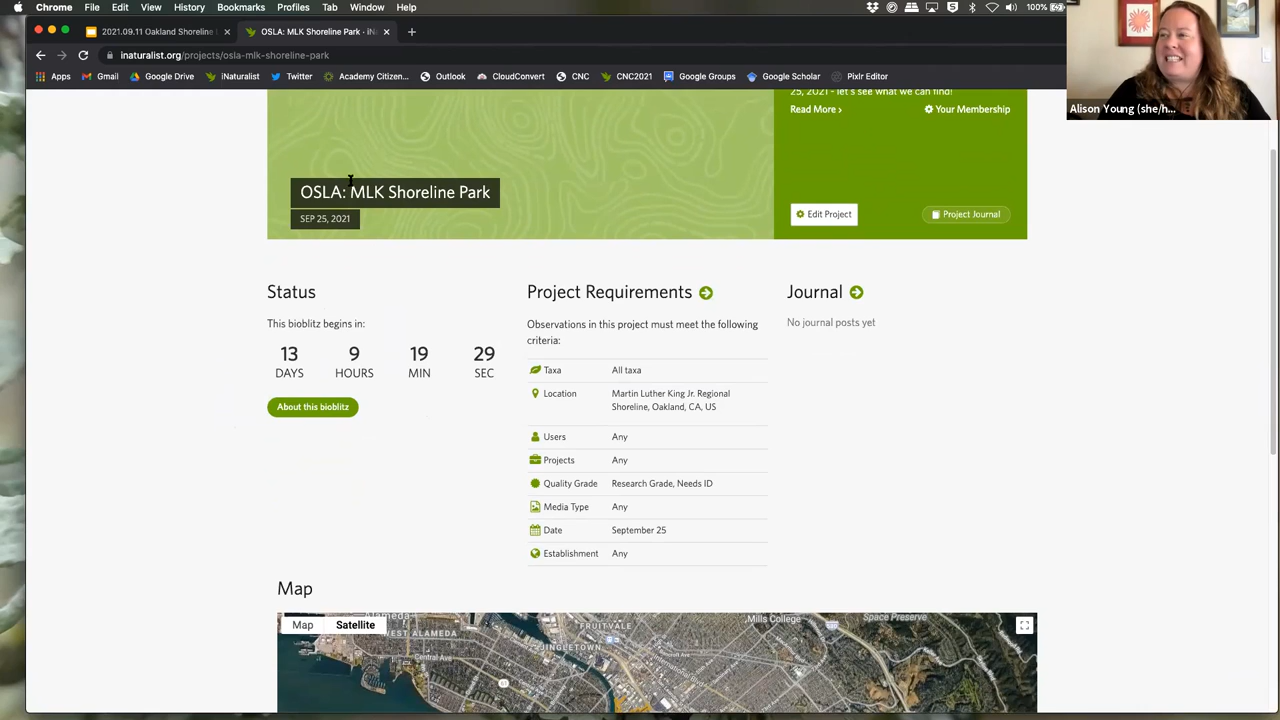 Chrome File Edit View History Bookmarks Profiles Tab Window Help 100%
2021.09.11 Oakland Shoreline OSLA: MLK Shoreline Park · iNa
inaturalist.org/projects/osla-mlk-shoreline-park
Apps Gmail Google Drive iNaturalist Twitter Academy Citizen... Outlook CloudConvert CNC CNC2021 Google Groups Google Scholar Pixlr Editor
Alison Young (she/h...
25, 2021 - let's see what we can find!
Read More › Your Membership
OSLA: MLK Shoreline Park
SEP 25, 2021
Edit Project Project Journal
Status
This bioblitz begins in:
13 9 19 29
DAYS HOURS MIN SEC
About this bioblitz
Project Requirements
Observations in this project must meet the following
criteria:
Taxa All taxa
Location Martin Luther King Jr. Regional
Shoreline, Oakland, CA, US
Users Any
Projects Any
Quality Grade Research Grade, Needs ID
Media Type Any
Date September 25
Establishment Any
Journal
No journal posts yet
Map
Map Satellite
Alameda
WEST ALAMEDA
Central Ave
FRUITVALE
JINGLETOWN
Mills College
Space Preserve